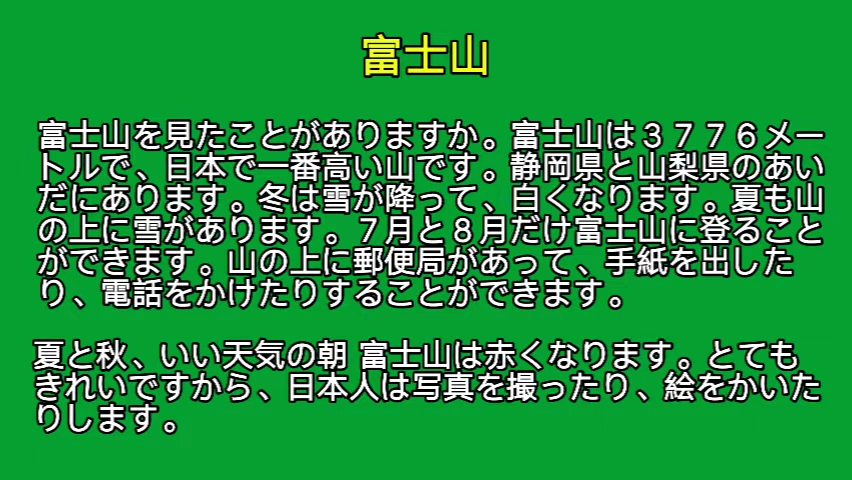 富士山
富士山を見たことがありますか。富士山は３７７６メー
トルで、日本で一番高い山です。静岡県と山梨県のあい
だにあります。冬は雪が降って、白くなります。夏も山
の上に雪があります。７月と８月だけ富士山に登ること
ができます。山の上に郵便局があって、手紙を出した
り、電話をかけたりすることができます。
夏と秋、いい天気の朝 富士山は赤くなります。とても
きれいですから、日本人は写真を撮ったり、絵をかいた
りします。